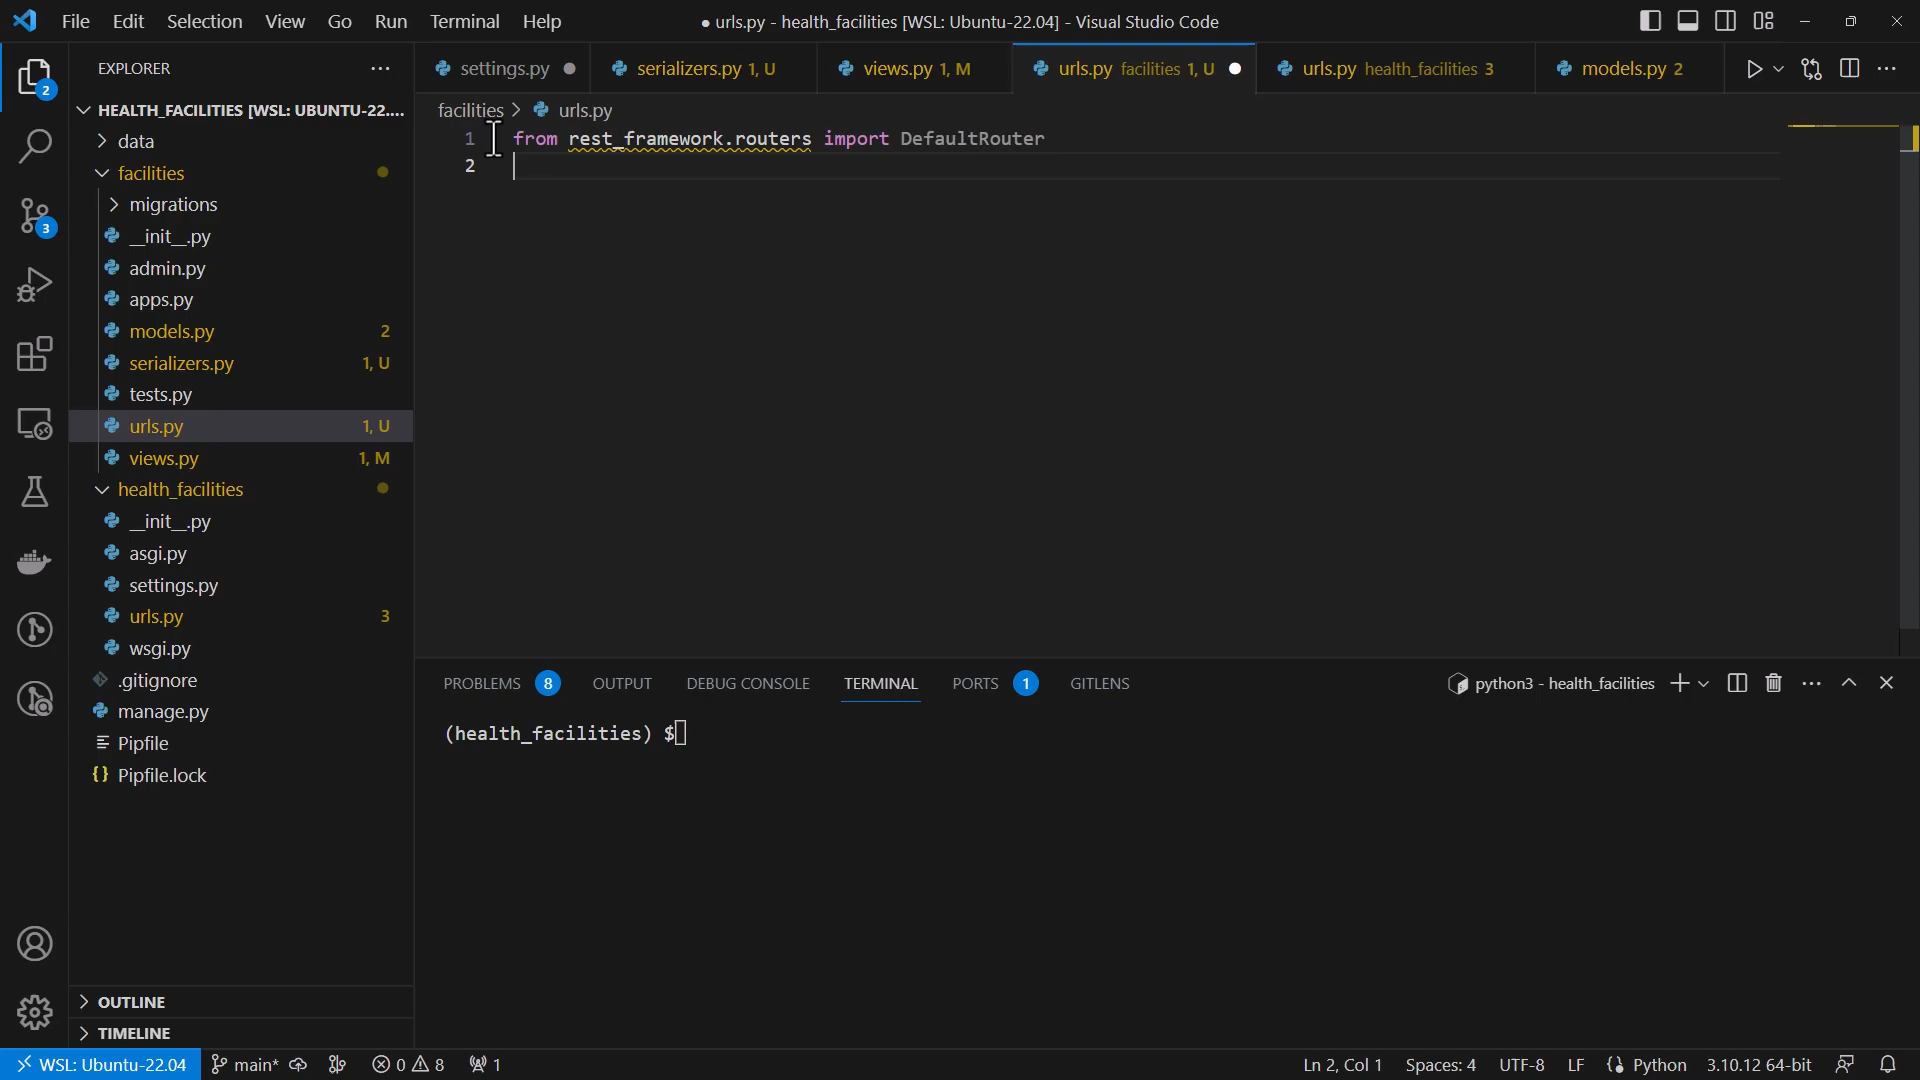 File Edit Selection View Go Run Terminal Help
● urls.py - health_facilities [WSL: Ubuntu-22.04] - Visual Studio Code
EXPLORER
2
3
HEALTH_FACILITIES [WSL: UBUNTU-22....
data
facilities
migrations
__init__.py
admin.py
apps.py
models.py 2
serializers.py 1, U
tests.py
urls.py 1, U
views.py 1, M
health_facilities
__init__.py
asgi.py
settings.py
urls.py 3
wsgi.py
.gitignore
manage.py
Pipfile
Pipfile.lock
OUTLINE
TIMELINE
settings.py serializers.py 1, U views.py 1, M urls.py facilities 1, U urls.py health_facilities 3 models.py 2
facilities > urls.py
1 from rest_framework.routers import DefaultRouter
2
PROBLEMS 8 OUTPUT DEBUG CONSOLE TERMINAL PORTS 1 GITLENS python3 - health_facilities
(health_facilities) $
WSL: Ubuntu-22.04 main* 0 8 1 Ln 2, Col 1 Spaces: 4 UTF-8 LF Python 3.10.12 64-bit